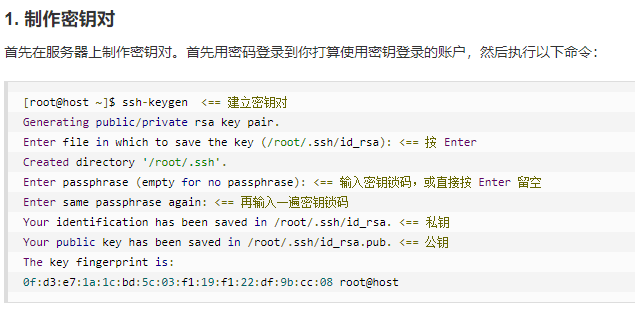 1. 制作密钥对
首先在服务器上制作密钥对。首先用密码登录到你打算使用密钥登录的账户，然后执行以下命令：
[root@host ~]$ ssh-keygen  <== 建立密钥对
Generating public/private rsa key pair.
Enter file in which to save the key (/root/.ssh/id_rsa): <== 按 Enter
Created directory '/root/.ssh'.
Enter passphrase (empty for no passphrase): <== 输入密钥锁码，或直接按 Enter 留空
Enter same passphrase again: <== 再输入一遍密钥锁码
Your identification has been saved in /root/.ssh/id_rsa. <== 私钥
Your public key has been saved in /root/.ssh/id_rsa.pub. <== 公钥
The key fingerprint is:
0f:d3:e7:1a:1c:bd:5c:03:f1:19:f1:22:df:9b:cc:08 root@host